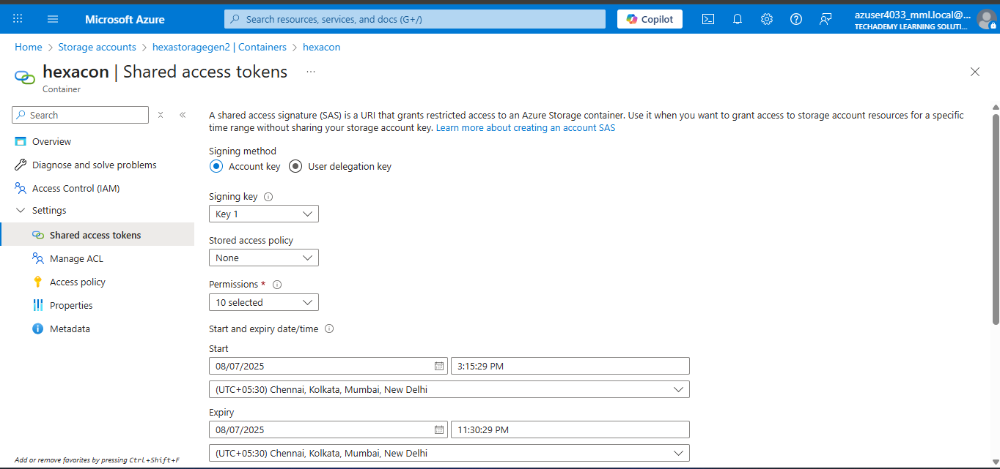 Microsoft Azure
Search resources, services, and docs (G+/)
Copilot
azuser4033_mml.local@...
TECHADEMY LEARNING SOLUTI...
Home > Storage accounts > hexastoragegen2 | Containers > hexacon
hexacon | Shared access tokens ...
Container
Search
Overview
Diagnose and solve problems
Access Control (IAM)
Settings
Shared access tokens
Manage ACL
Access policy
Properties
Metadata
Add or remove favorites by pressing Ctrl+Shift+F
A shared access signature (SAS) is a URI that grants restricted access to an Azure Storage container. Use it when you want to grant access to storage account resources for a specific
time range without sharing your storage account key. Learn more about creating an account SAS
Signing method
Account key User delegation key
Signing key
Key 1
Stored access policy
None
Permissions *
10 selected
Start and expiry date/time
Start
08/07/2025 3:15:29 PM
(UTC+05:30) Chennai, Kolkata, Mumbai, New Delhi
Expiry
08/07/2025 11:30:29 PM
(UTC+05:30) Chennai, Kolkata, Mumbai, New Delhi